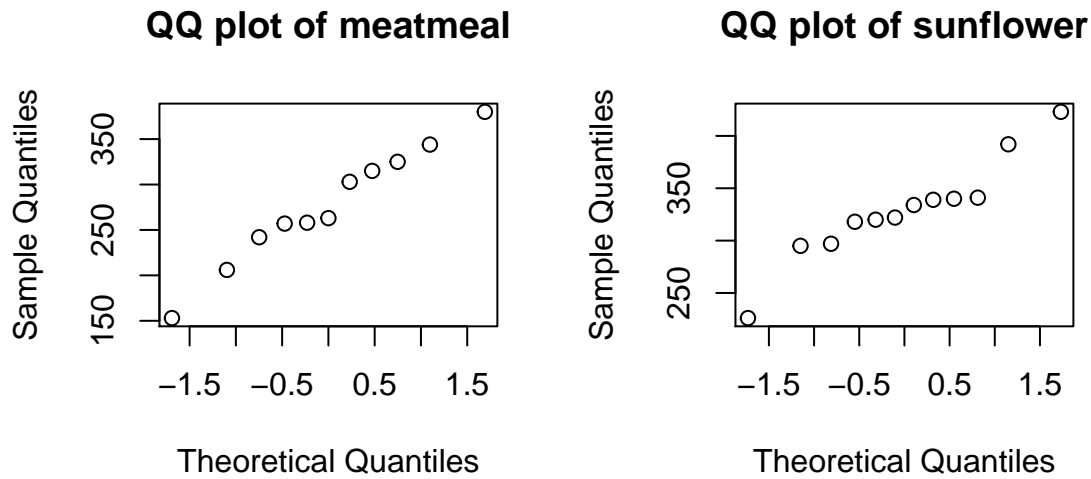 QQ plot of meatmeal
Sample Quantiles
350
250
150
−1.5 −0.5 0.5 1.5
Theoretical Quantiles
QQ plot of sunflower
Sample Quantiles
350
250
−1.5 −0.5 0.5 1.5
Theoretical Quantiles